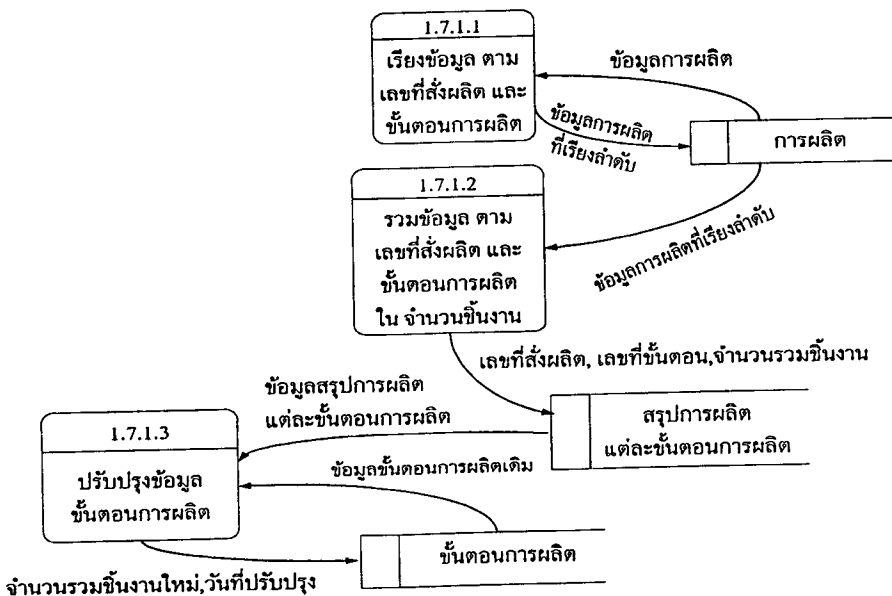 1.7.1.1
เรียงข้อมูล ตาม
เลขที่สั่งผลิต และ
ขั้นตอนการผลิต
ข้อมูลการผลิต
ข้อมูลการผลิต
ที่เรียงลำดับ
การผลิต
1.7.1.2
รวมข้อมูล ตาม
เลขที่สั่งผลิต และ
ขั้นตอนการผลิต
ใน จำนวนชิ้นงาน
ข้อมูลการผลิตที่เรียงลำดับ
เลขที่สั่งผลิต, เลขที่ขั้นตอน,จำนวนรวมชิ้นงาน
ข้อมูลสรุปการผลิต
แต่ละขั้นตอนการผลิต
สรุปการผลิต
แต่ละขั้นตอนการผลิต
1.7.1.3
ปรับปรุงข้อมูล
ขั้นตอนการผลิต
ข้อมูลขั้นตอนการผลิตเดิม
ขั้นตอนการผลิต
จำนวนรวมชิ้นงานใหม่,วันที่ปรับปรุง